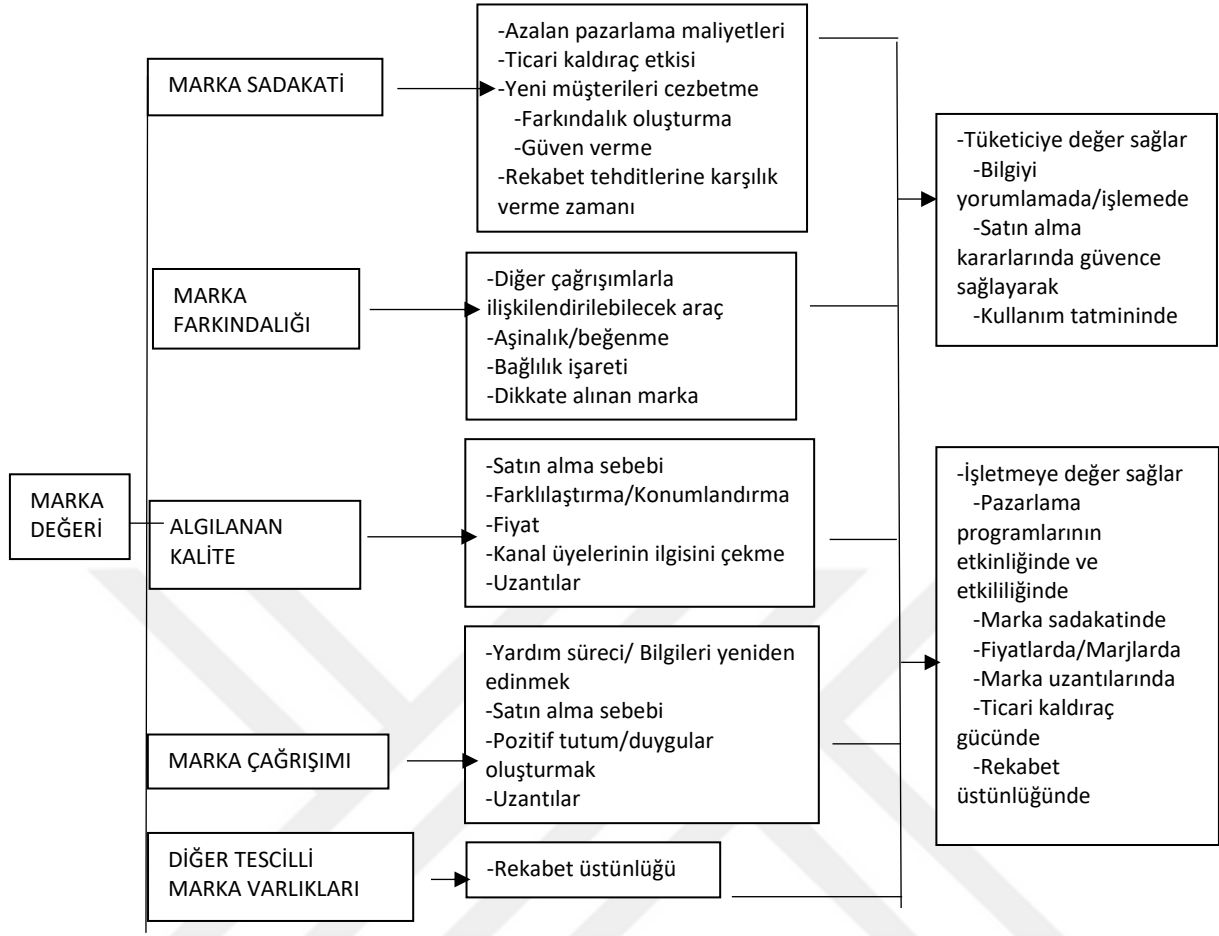 MARKA
DEĞERİ
MARKA SADAKATİ
-Azalan pazarlama maliyetleri
-Ticari kaldıraç etkisi
-Yeni müşterileri cezbetme
-Farkındalık oluşturma
-Güven verme
-Rekabet tehditlerine karşılık
verme zamanı
MARKA
FARKINDALIĞI
-Diğer çağrışımlarla
ilişkilendirilebilecek araç
-Aşinalık/beğenme
-Bağlılık işareti
-Dikkate alınan marka
ALGILANAN
KALİTE
-Satın alma sebebi
-Farklılaştırma/Konumlandırma
-Fiyat
-Kanal üyelerinin ilgisini çekme
-Uzantılar
MARKA ÇAĞRIŞIMI
-Yardım süreci/ Bilgileri yeniden
edinmek
-Satın alma sebebi
-Pozitif tutum/duygular
oluşturmak
-Uzantılar
DİĞER TESCİLLİ
MARKA VARLIKLARI
-Rekabet üstünlüğü
-Tüketiciye değer sağlar
-Bilgiyi
yorumlamada/işlemede
-Satın alma
kararlarında güvence
sağlayarak
-Kullanım tatmininde
-İşletmeye değer sağlar
-Pazarlama
programlarının
etkinliğinde ve
etkililiğinde
-Marka sadakatinde
-Fiyatlarda/Marjlarda
-Marka uzantılarında
-Ticari kaldıraç
gücünde
-Rekabet
üstünlüğünde